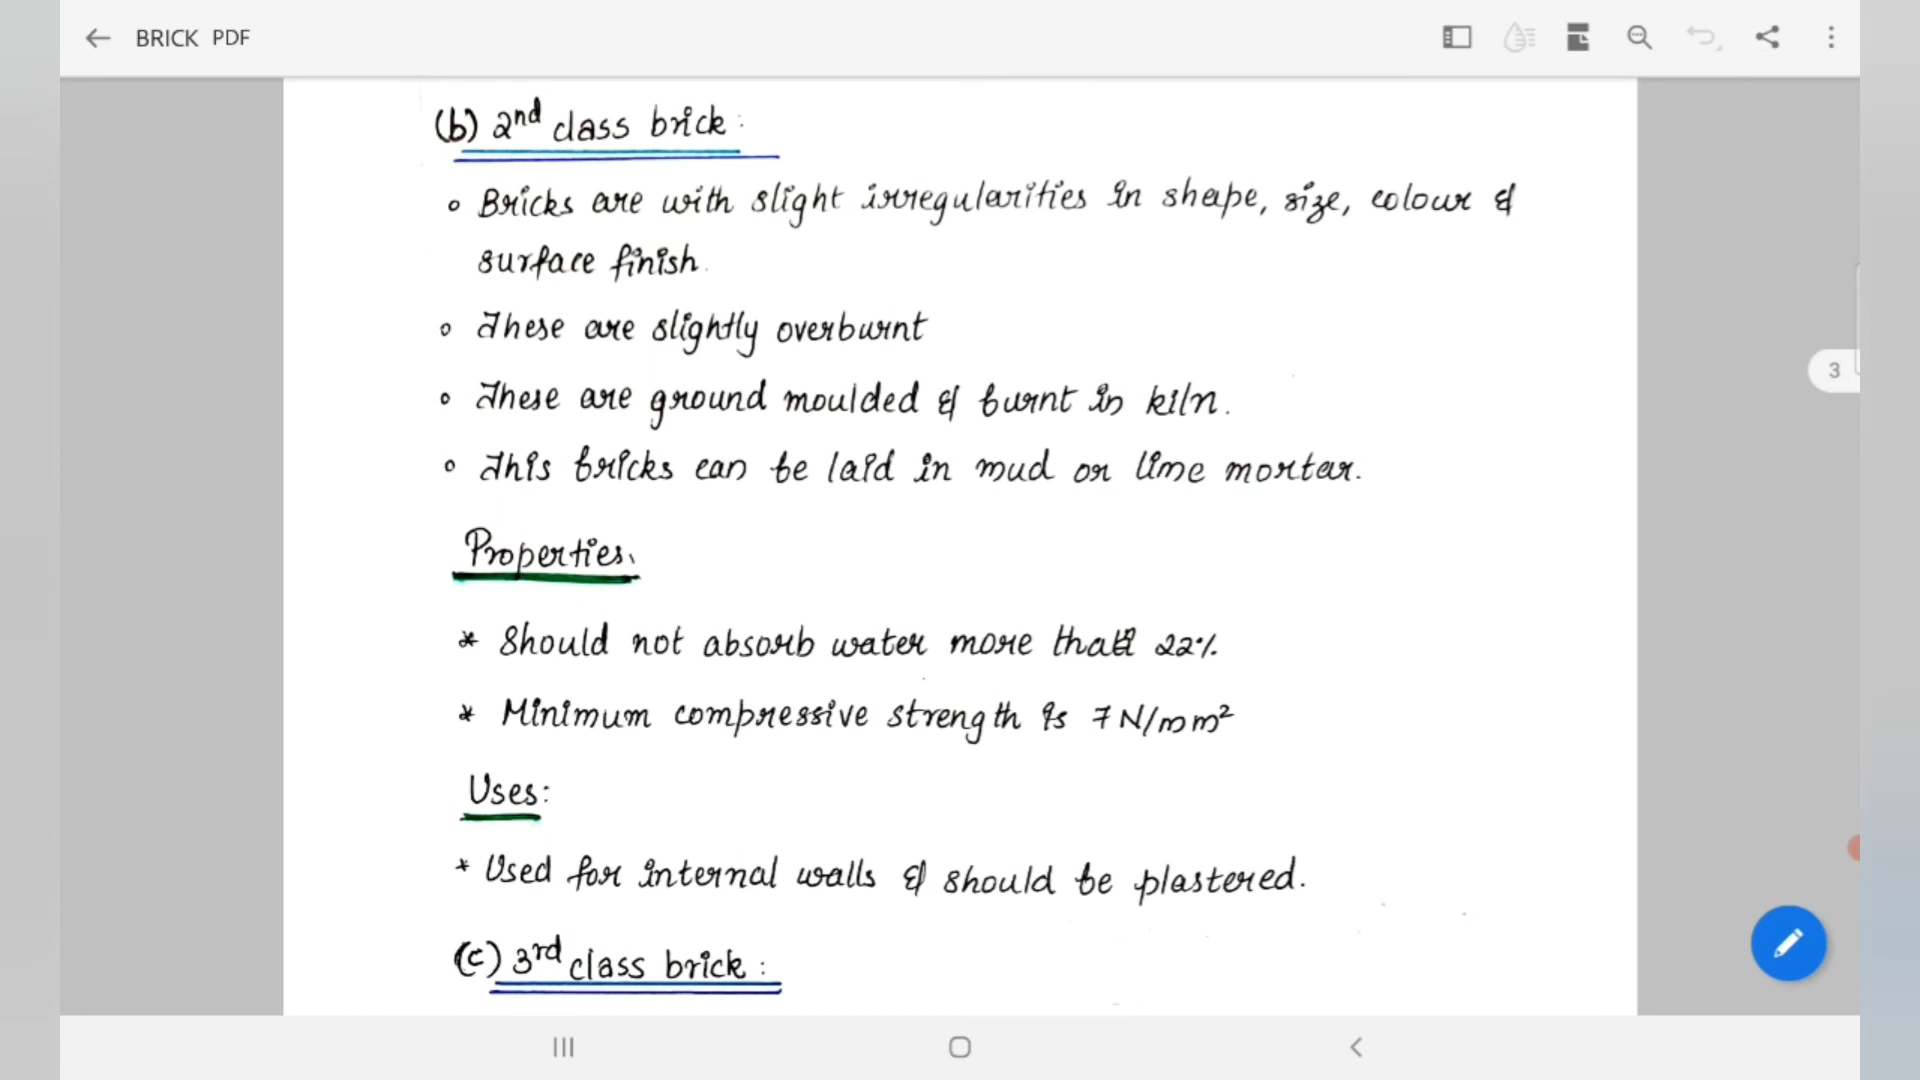 BRICK PDF
(b) 2nd class brick:
∘ Bricks are with slight irregularities in shape, size, colour &
surface finish.
∘ These are slightly overburnt
∘ These are ground moulded & burnt in kiln.
∘ This bricks can be laid in mud or lime mortar.
Properties.
* Should not absorb water more than 22%.
* Minimum compressive strength is 7 N/mm²
Uses:
* Used for internal walls & should be plastered.
(c) 3rd class brick:
3